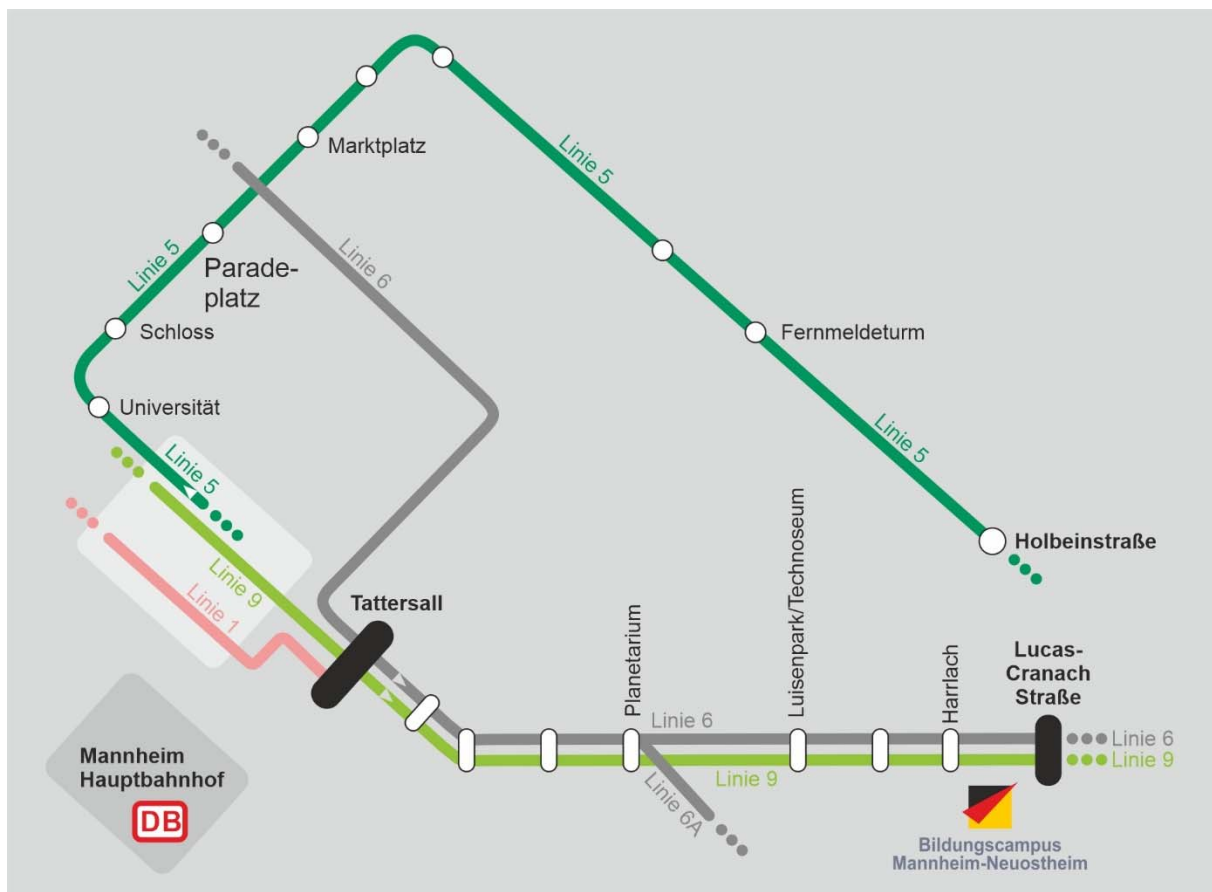 Marktplatz
Linie 5
Linie 5
Linie 6
Parade-
platz
Schloss
Fernmeldeturm
Universität
Linie 5
Linie 5
Holbeinstraße
Linie 9
Linie 1
Tattersall
Planetarium
Luisenpark/Technoseum
Harrlach
Lucas-
Cranach
Straße
Linie 6
Linie 6
Linie 9
Linie 9
Linie 6A
Mannheim
Hauptbahnhof
DB
Bildungscampus
Mannheim-Neuostheim